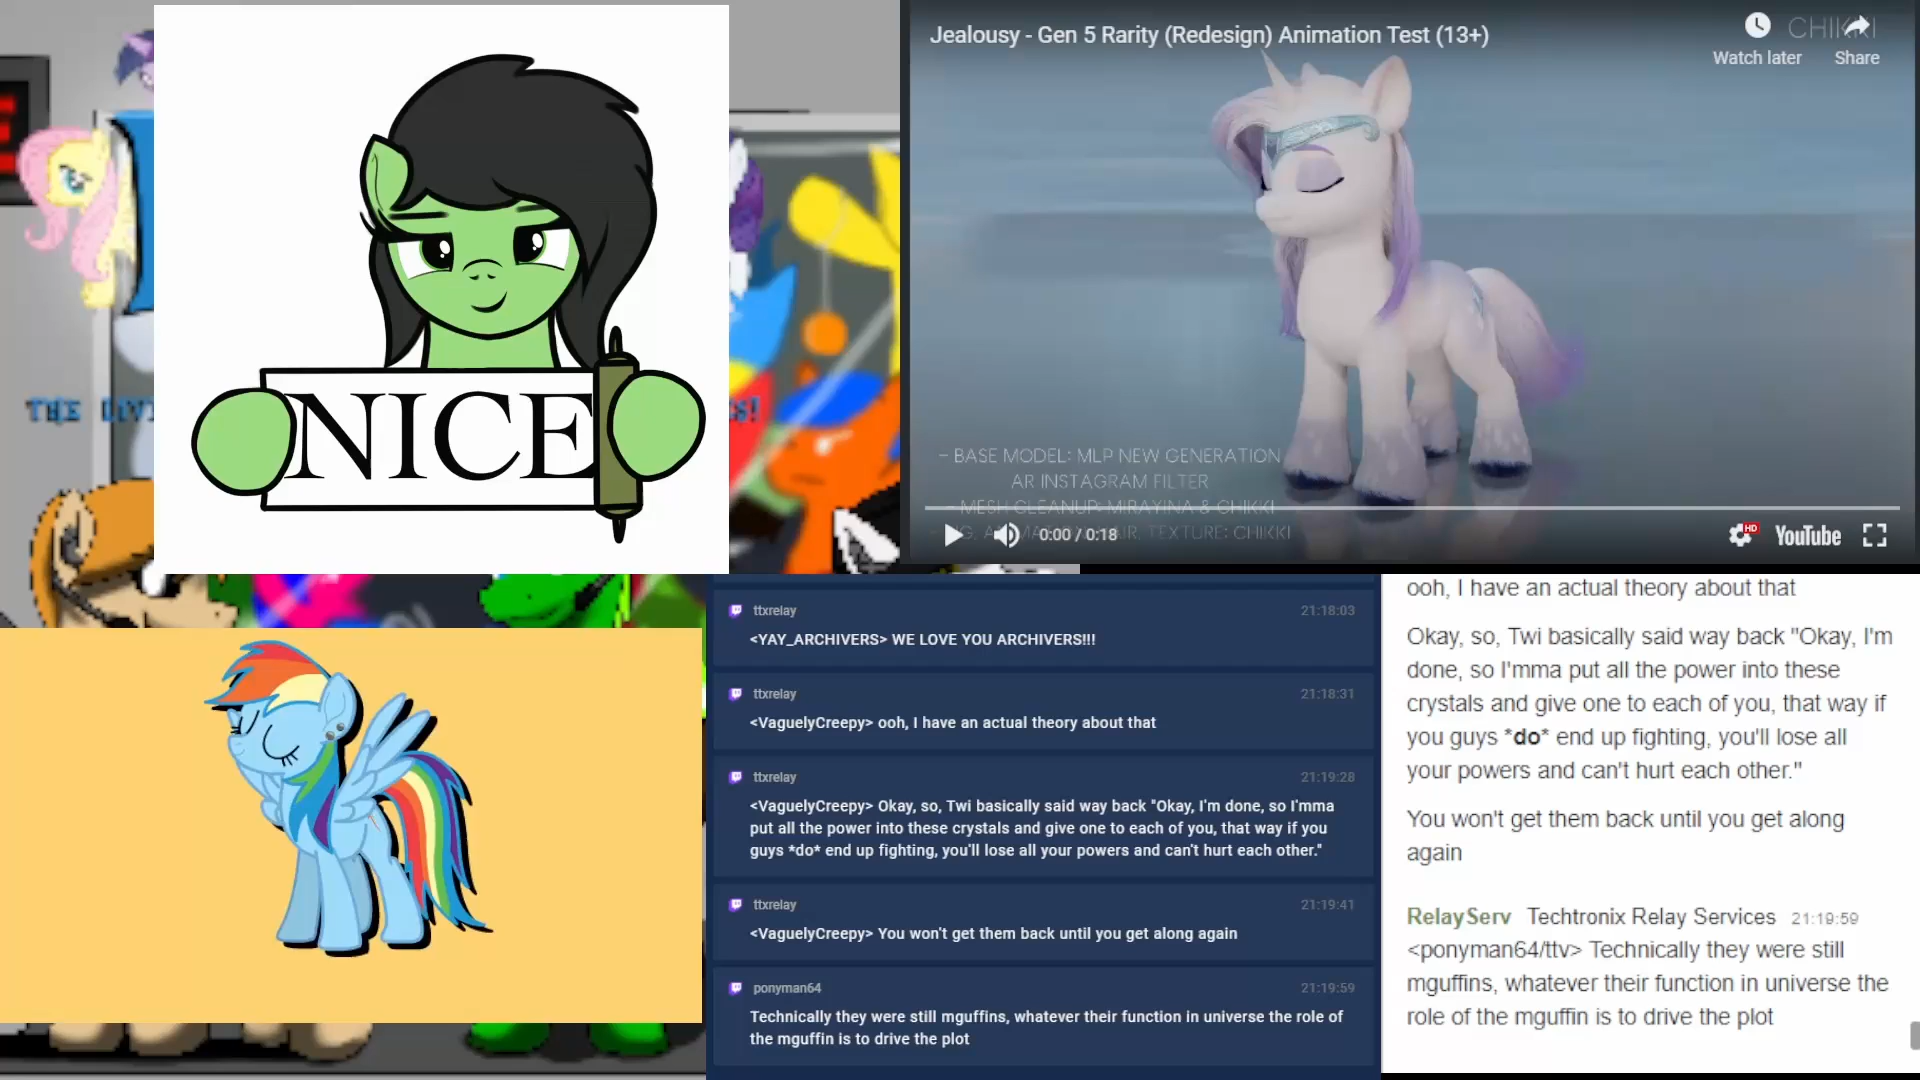 NICE
THE
Jealousy - Gen 5 Rarity (Redesign) Animation Test (13+)
Watch later
Share
- BASE MODEL: MLP NEW GENERATION
AR INSTAGRAM FILTER
- MESH CLEANUP: MIRAYINA & CHIKKI
HAIR, TEXTURE: CHIKKI
0:00 / 0:18
HD
YouTube
ttxrelay 21:18:03
<YAY_ARCHIVERS> WE LOVE YOU ARCHIVERS!!!
ttxrelay 21:18:31
<VaguelyCreepy> ooh, I have an actual theory about that
ttxrelay 21:19:28
<VaguelyCreepy> Okay, so, Twi basically said way back "Okay, I'm done, so I'mma
put all the power into these crystals and give one to each of you, that way if you
guys *do* end up fighting, you'll lose all your powers and can't hurt each other."
ttxrelay 21:19:41
<VaguelyCreepy> You won't get them back until you get along again
ponyman64 21:19:59
Technically they were still mguffins, whatever their function in universe the role of
the mguffin is to drive the plot
ooh, I have an actual theory about that
Okay, so, Twi basically said way back "Okay, I'm
done, so I'mma put all the power into these
crystals and give one to each of you, that way if
you guys *do* end up fighting, you'll lose all
your powers and can't hurt each other."
You won't get them back until you get along
again
RelayServ Techtronix Relay Services 21:19:59
<ponyman64/ttv> Technically they were still
mguffins, whatever their function in universe the
role of the mguffin is to drive the plot